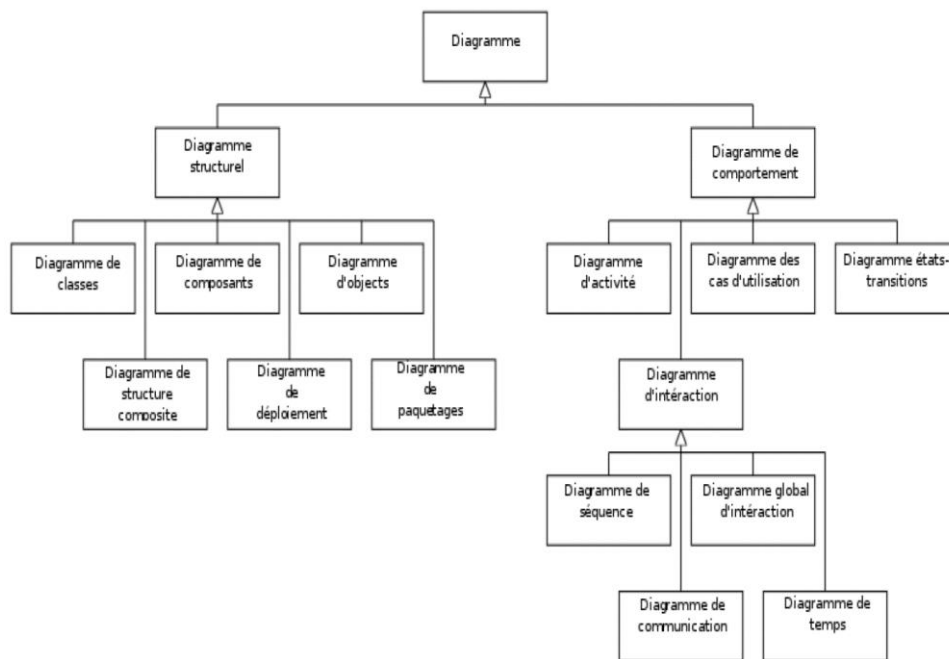 Diagramme
Diagramme
structurel
Diagramme de
comportement
Diagramme de
classes
Diagramme de
composants
Diagramme
d'objects
Diagramme
d'activité
Diagramme des
cas d'utilisation
Diagramme états-
transitions
Diagramme de
structure
composite
Diagramme
de
déploiement
Diagramme
de
paquetages
Diagramme
d'intéraction
Diagramme de
séquence
Diagramme global
d'intéraction
Diagramme de
communication
Diagramme de
temps